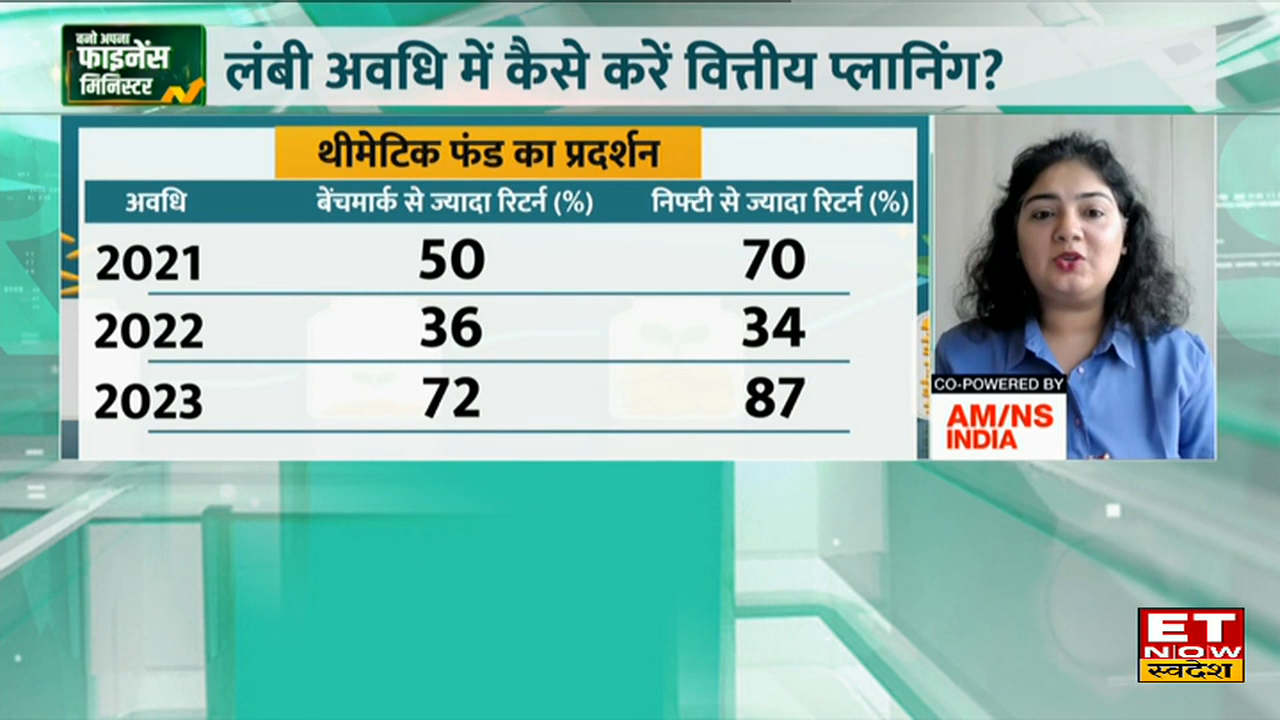 बनो अपना
फाइनेंस
मिनिस्टर
लंबी अवधि में कैसे करें वित्तीय प्लानिंग?
थीमेटिक फंड का प्रदर्शन
अवधि बेंचमार्क से ज्यादा रिटर्न (%) निफ्टी से ज्यादा रिटर्न (%)
2021 50 70
2022 36 34
2023 72 87
CO-POWERED BY
AM/NS
INDIA
ET
NOW
स्वदेश